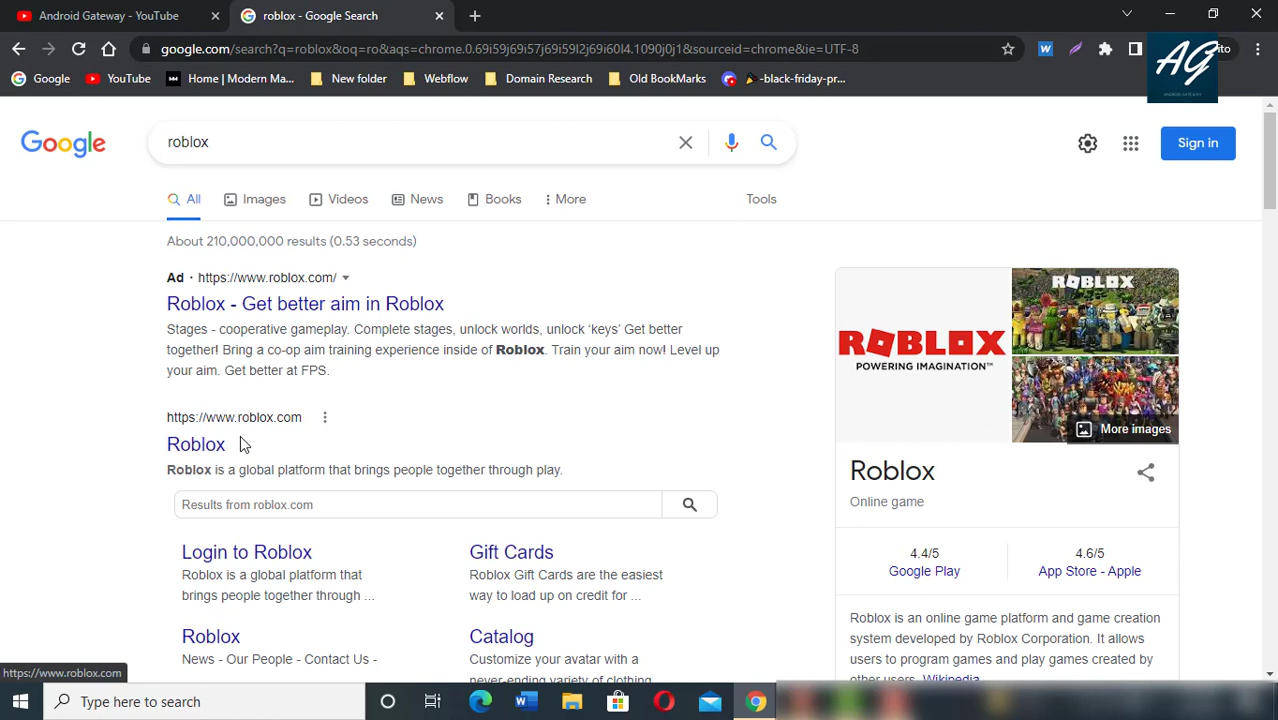 Android Gateway - YouTube
roblox - Google Search
google.com/search?q=roblox&oq=ro&aqs=chrome.0.69i59j69i57j69i59l2j69i60l4.1090j0j1&sourceid=chrome&ie=UTF-8
Google
YouTube
Home | Modern Ma...
New folder
Webflow
Domain Research
Old BookMarks
-black-friday-pr...
AG
Google
roblox
Sign in
All
Images
Videos
News
Books
More
Tools
About 210,000,000 results (0.53 seconds)
Ad · https://www.roblox.com/
Roblox - Get better aim in Roblox
Stages - cooperative gameplay. Complete stages, unlock worlds, unlock ‘keys’ Get better
together! Bring a co-op aim training experience inside of Roblox. Train your aim now! Level up
your aim. Get better at FPS.
https://www.roblox.com
Roblox
Roblox is a global platform that brings people together through play.
Results from roblox.com
Login to Roblox
Roblox is a global platform that
brings people together through ...
Gift Cards
Roblox Gift Cards are the easiest
way to load up on credit for ...
Roblox
News - Our People - Contact Us -
Catalog
Customize your avatar with a
never-ending variety of clothing
ROBLOX
POWERING IMAGINATION™
ROBLOX
More images
Roblox
Online game
4.4/5
Google Play
4.6/5
App Store - Apple
Roblox is an online game platform and game creation
system developed by Roblox Corporation. It allows
users to program games and play games created by
other users. Wikipedia
https://www.roblox.com
Type here to search